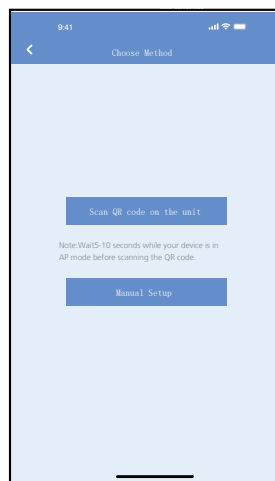 9:41
Choose Method
Scan QR code on the unit
Note:Wait5-10 seconds while your device is in
AP mode before scanning the QR code.
Manual Setup